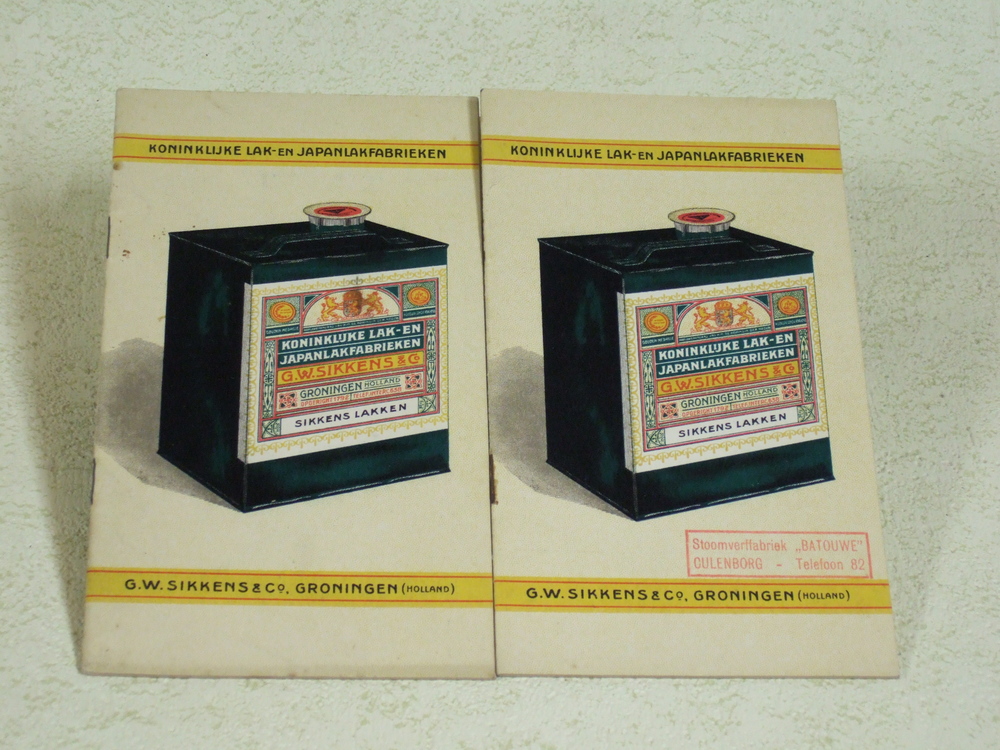 KONINKLIJKE LAK-EN JAPANLAKFABRIEKEN
KONINKLIJKE LAK-EN
JAPANLAKFABRIEKEN
G.W. SIKKENS & Co
GRONINGEN HOLLAND
SIKKENS LAKKEN
G.W. SIKKENS & Co, GRONINGEN (HOLLAND)
KONINKLIJKE LAK-EN JAPANLAKFABRIEKEN
KONINKLIJKE LAK-EN
JAPANLAKFABRIEKEN
G.W. SIKKENS & Co
GRONINGEN HOLLAND
SIKKENS LAKKEN
Stoomverffabriek „BATOUWE"
CULENBORG - Telefoon 82
G.W. SIKKENS & Co, GRONINGEN (HOLLAND)